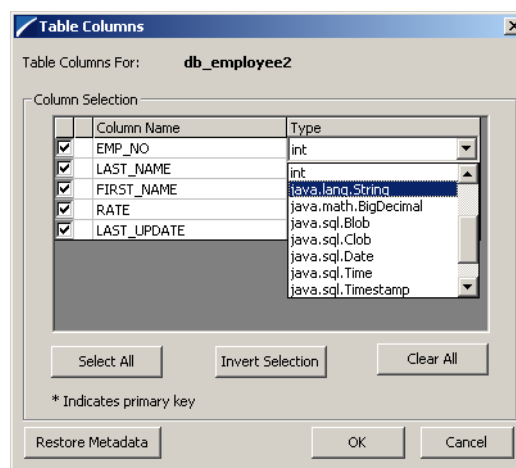 Table Columns
Table Columns For: db_employee2
Column Selection
Column Name Type
EMP_NO int
LAST_NAME int
FIRST_NAME java.lang.String
RATE java.math.BigDecimal
LAST_UPDATE java.sql.Blob
java.sql.Clob
java.sql.Date
java.sql.Time
java.sql.Timestamp
Select All Invert Selection Clear All
* Indicates primary key
Restore Metadata OK Cancel